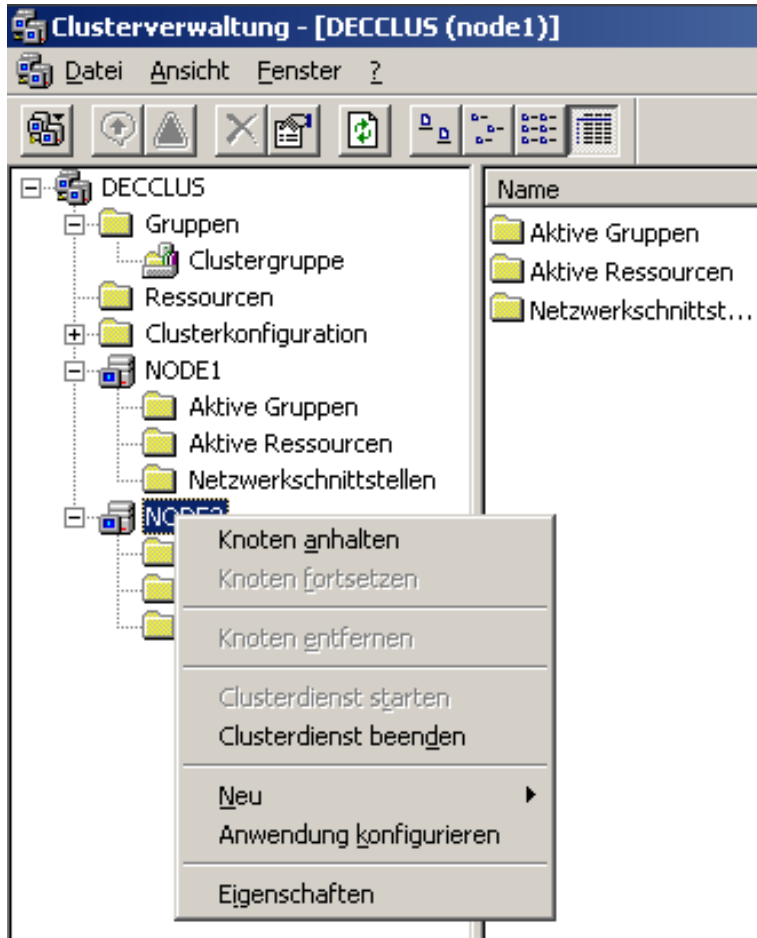 Clusterverwaltung - [DECCLUS (node1)]
Datei Ansicht Fenster ?
DECCLUS
Gruppen
Clustergruppe
Ressourcen
Clusterkonfiguration
NODE1
Aktive Gruppen
Aktive Ressourcen
Netzwerkschnittstellen
Name
Aktive Gruppen
Aktive Ressourcen
Netzwerkschnittst...
Knoten anhalten
Knoten fortsetzen
Knoten entfernen
Clusterdienst starten
Clusterdienst beenden
Neu
Anwendung konfigurieren
Eigenschaften